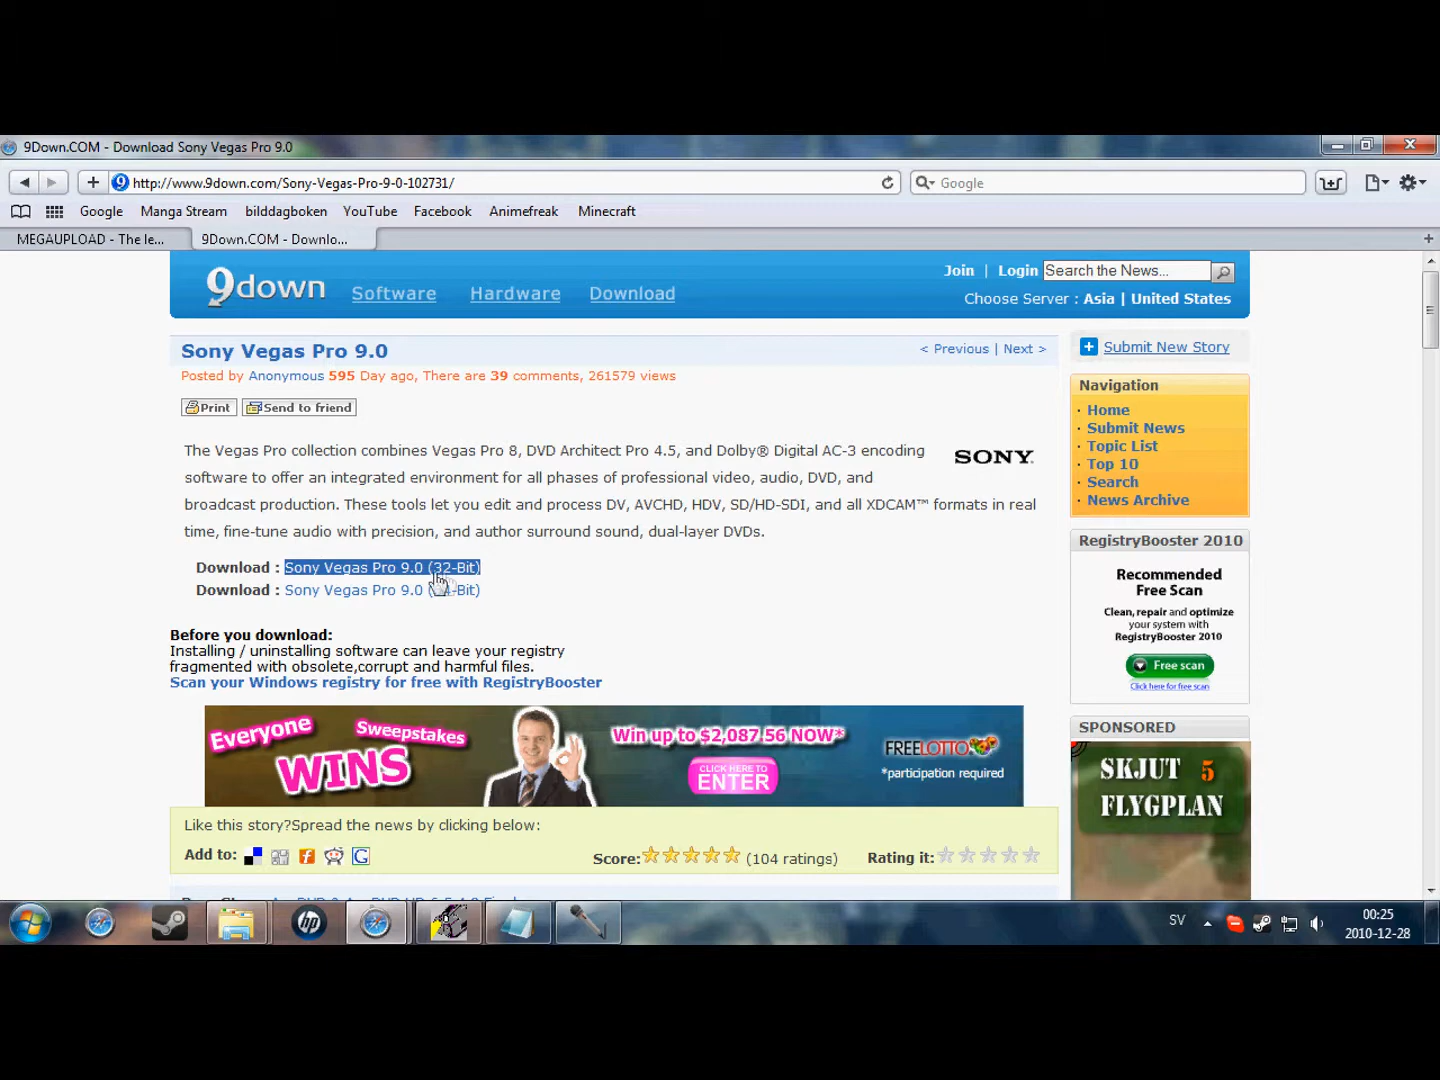 9Down.COM - Download Sony Vegas Pro 9.0
http://www.9down.com/Sony-Vegas-Pro-9-0-102731/
Google
Google Manga Stream bilddagboken YouTube Facebook Animefreak Minecraft
MEGAUPLOAD - The le... 9Down.COM - Downlo...
9down Software Hardware Download
Join | Login Search the News...
Choose Server : Asia | United States
Sony Vegas Pro 9.0
< Previous | Next >
Posted by Anonymous 595 Day ago, There are 39 comments, 261579 views
Print Send to friend
The Vegas Pro collection combines Vegas Pro 8, DVD Architect Pro 4.5, and Dolby® Digital AC-3 encoding
software to offer an integrated environment for all phases of professional video, audio, DVD, and
broadcast production. These tools let you edit and process DV, AVCHD, HDV, SD/HD-SDI, and all XDCAM™ formats in real
time, fine-tune audio with precision, and author surround sound, dual-layer DVDs.
SONY
Download : Sony Vegas Pro 9.0 (32-Bit)
Download : Sony Vegas Pro 9.0
Before you download:
Installing / uninstalling software can leave your registry
fragmented with obsolete,corrupt and harmful files.
Scan your Windows registry for free with RegistryBooster
Everyone WINS Sweepstakes
Win up to $2,087.56 NOW*
CLICK HERE TO
ENTER
FREELOTTO
*participation required
Like this story?Spread the news by clicking below:
Add to:
Score: (104 ratings) Rating it:
Submit New Story
Navigation
· Home
· Submit News
· Topic List
· Top 10
· Search
· News Archive
RegistryBooster 2010
Recommended
Free Scan
Clean, repair and optimize
your system with
RegistryBooster 2010
Free scan
Click here for free scan
SPONSORED
SKJUT 5
FLYGPLAN
hp
SV
00:25
2010-12-28